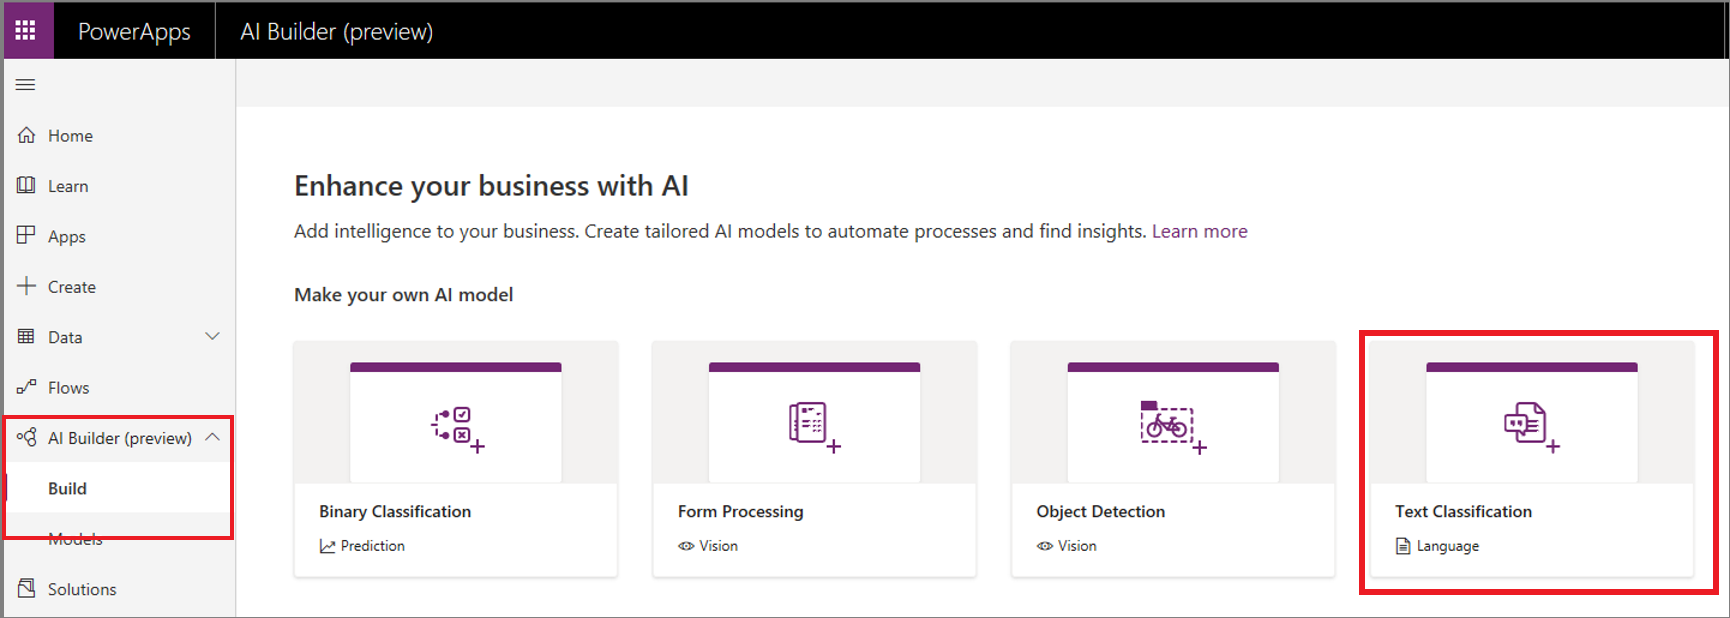 PowerApps
AI Builder (preview)
Home
Learn
Apps
Create
Data
Flows
AI Builder (preview)
Build
Models
Solutions
Enhance your business with AI
Add intelligence to your business. Create tailored AI models to automate processes and find insights. Learn more
Make your own AI model
Binary Classification
Prediction
Form Processing
Vision
Object Detection
Vision
Text Classification
Language